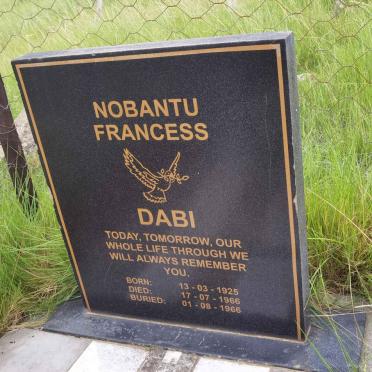 NOBANTU
FRANCESS
DABI
TODAY, TOMORROW, OUR
WHOLE LIFE THROUGH WE
WILL ALWAYS REMEMBER
YOU.
BORN: 13 - 03 - 1925
DIED: 17 - 07 - 1966
BURIED: 01 - 08 - 1966